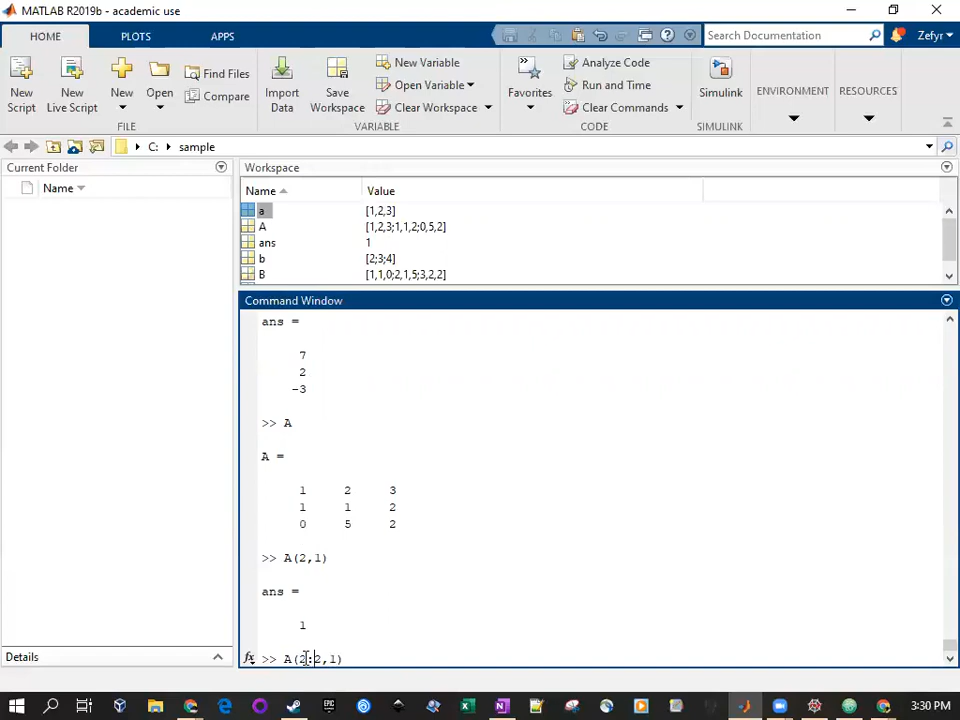 MATLAB R2019b - academic use
HOME PLOTS APPS Search Documentation Zefyr
New Script
New Live Script
New
Open
Find Files
Compare
Import Data
Save Workspace
New Variable
Open Variable
Clear Workspace
Favorites
Analyze Code
Run and Time
Clear Commands
Simulink
ENVIRONMENT
RESOURCES
FILE VARIABLE CODE SIMULINK
C: sample
Current Folder
Name
Workspace
Name Value
a [1,2,3]
A [1,2,3;1,1,2;0,5,2]
ans 1
b [2;3;4]
B [1,1,0;2,1,5;3,2,2]
Command Window
ans =
7
2
-3
>> A
A =
1 2 3
1 1 2
0 5 2
>> A(2,1)
ans =
1
fx >> A(2:2,1)
Details
3:30 PM